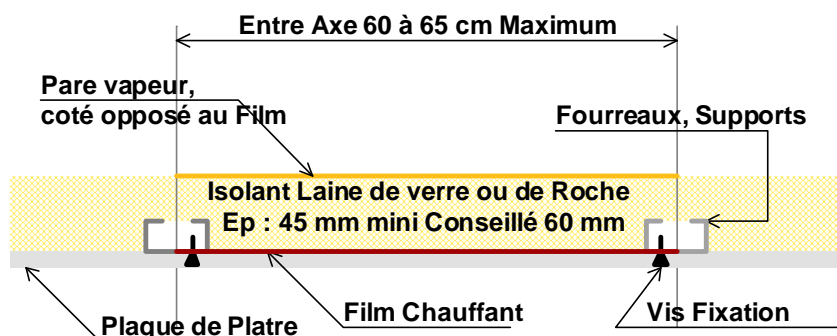 Entre Axe 60 à 65 cm Maximum
Pare vapeur,
coté opposé au Film
Fourreaux, Supports
Isolant Laine de verre ou de Roche
Ep : 45 mm mini Conseillé 60 mm
Plaque de Platre
Film Chauffant
Vis Fixation